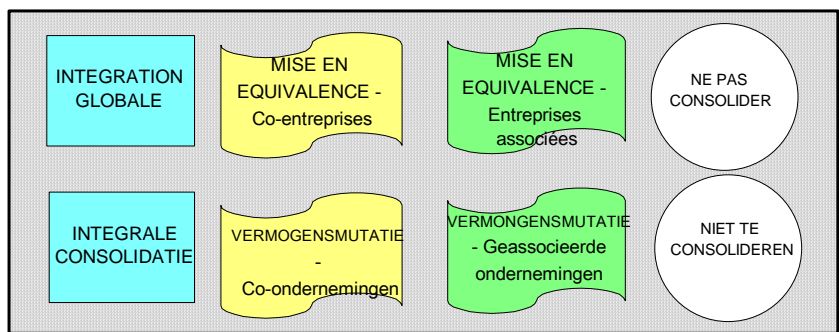 INTEGRATION
GLOBALE
MISE EN
EQUIVALENCE -
Co-entreprises
MISE EN
EQUIVALENCE -
Entreprises
associées
NE PAS
CONSOLIDER
INTEGRALE
CONSOLIDATIE
VERMOGENSMUTATIE
-
Co-ondernemingen
VERMONGENSMUTATIE
- Geassocieerde
ondernemingen
NIET TE
CONSOLIDEREN